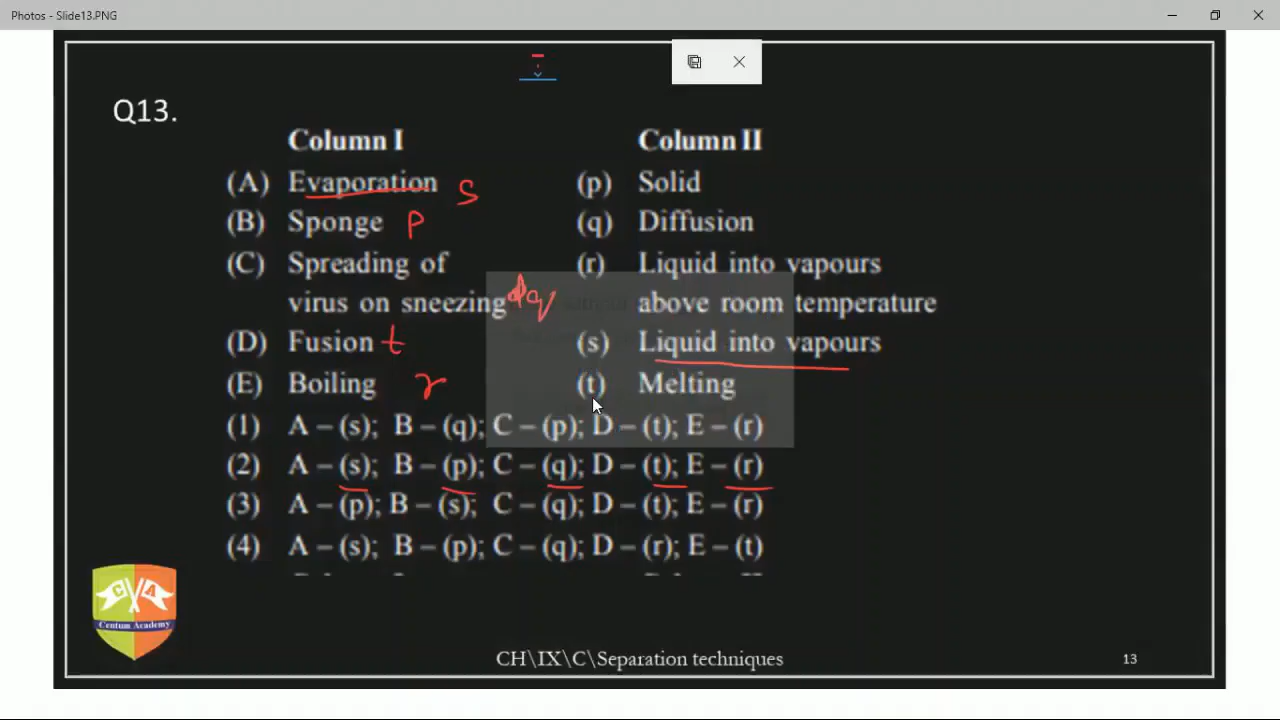 Photos - Slide13.PNG
Q13.
Column I Column II
(A) Evaporation s (p) Solid
(B) Sponge p (q) Diffusion
(C) Spreading of (r) Liquid into vapours
virus on sneezing q above room temperature
(D) Fusion t (s) Liquid into vapours
(E) Boiling r (t) Melting
(1) A – (s); B – (q); C – (p); D – (t); E – (r)
(2) A – (s); B – (p); C – (q); D – (t); E – (r)
(3) A – (p); B – (s); C – (q); D – (t); E – (r)
(4) A – (s); B – (p); C – (q); D – (r); E – (t)
C A
Centum Academy
CH\IX\C\Separation techniques
13